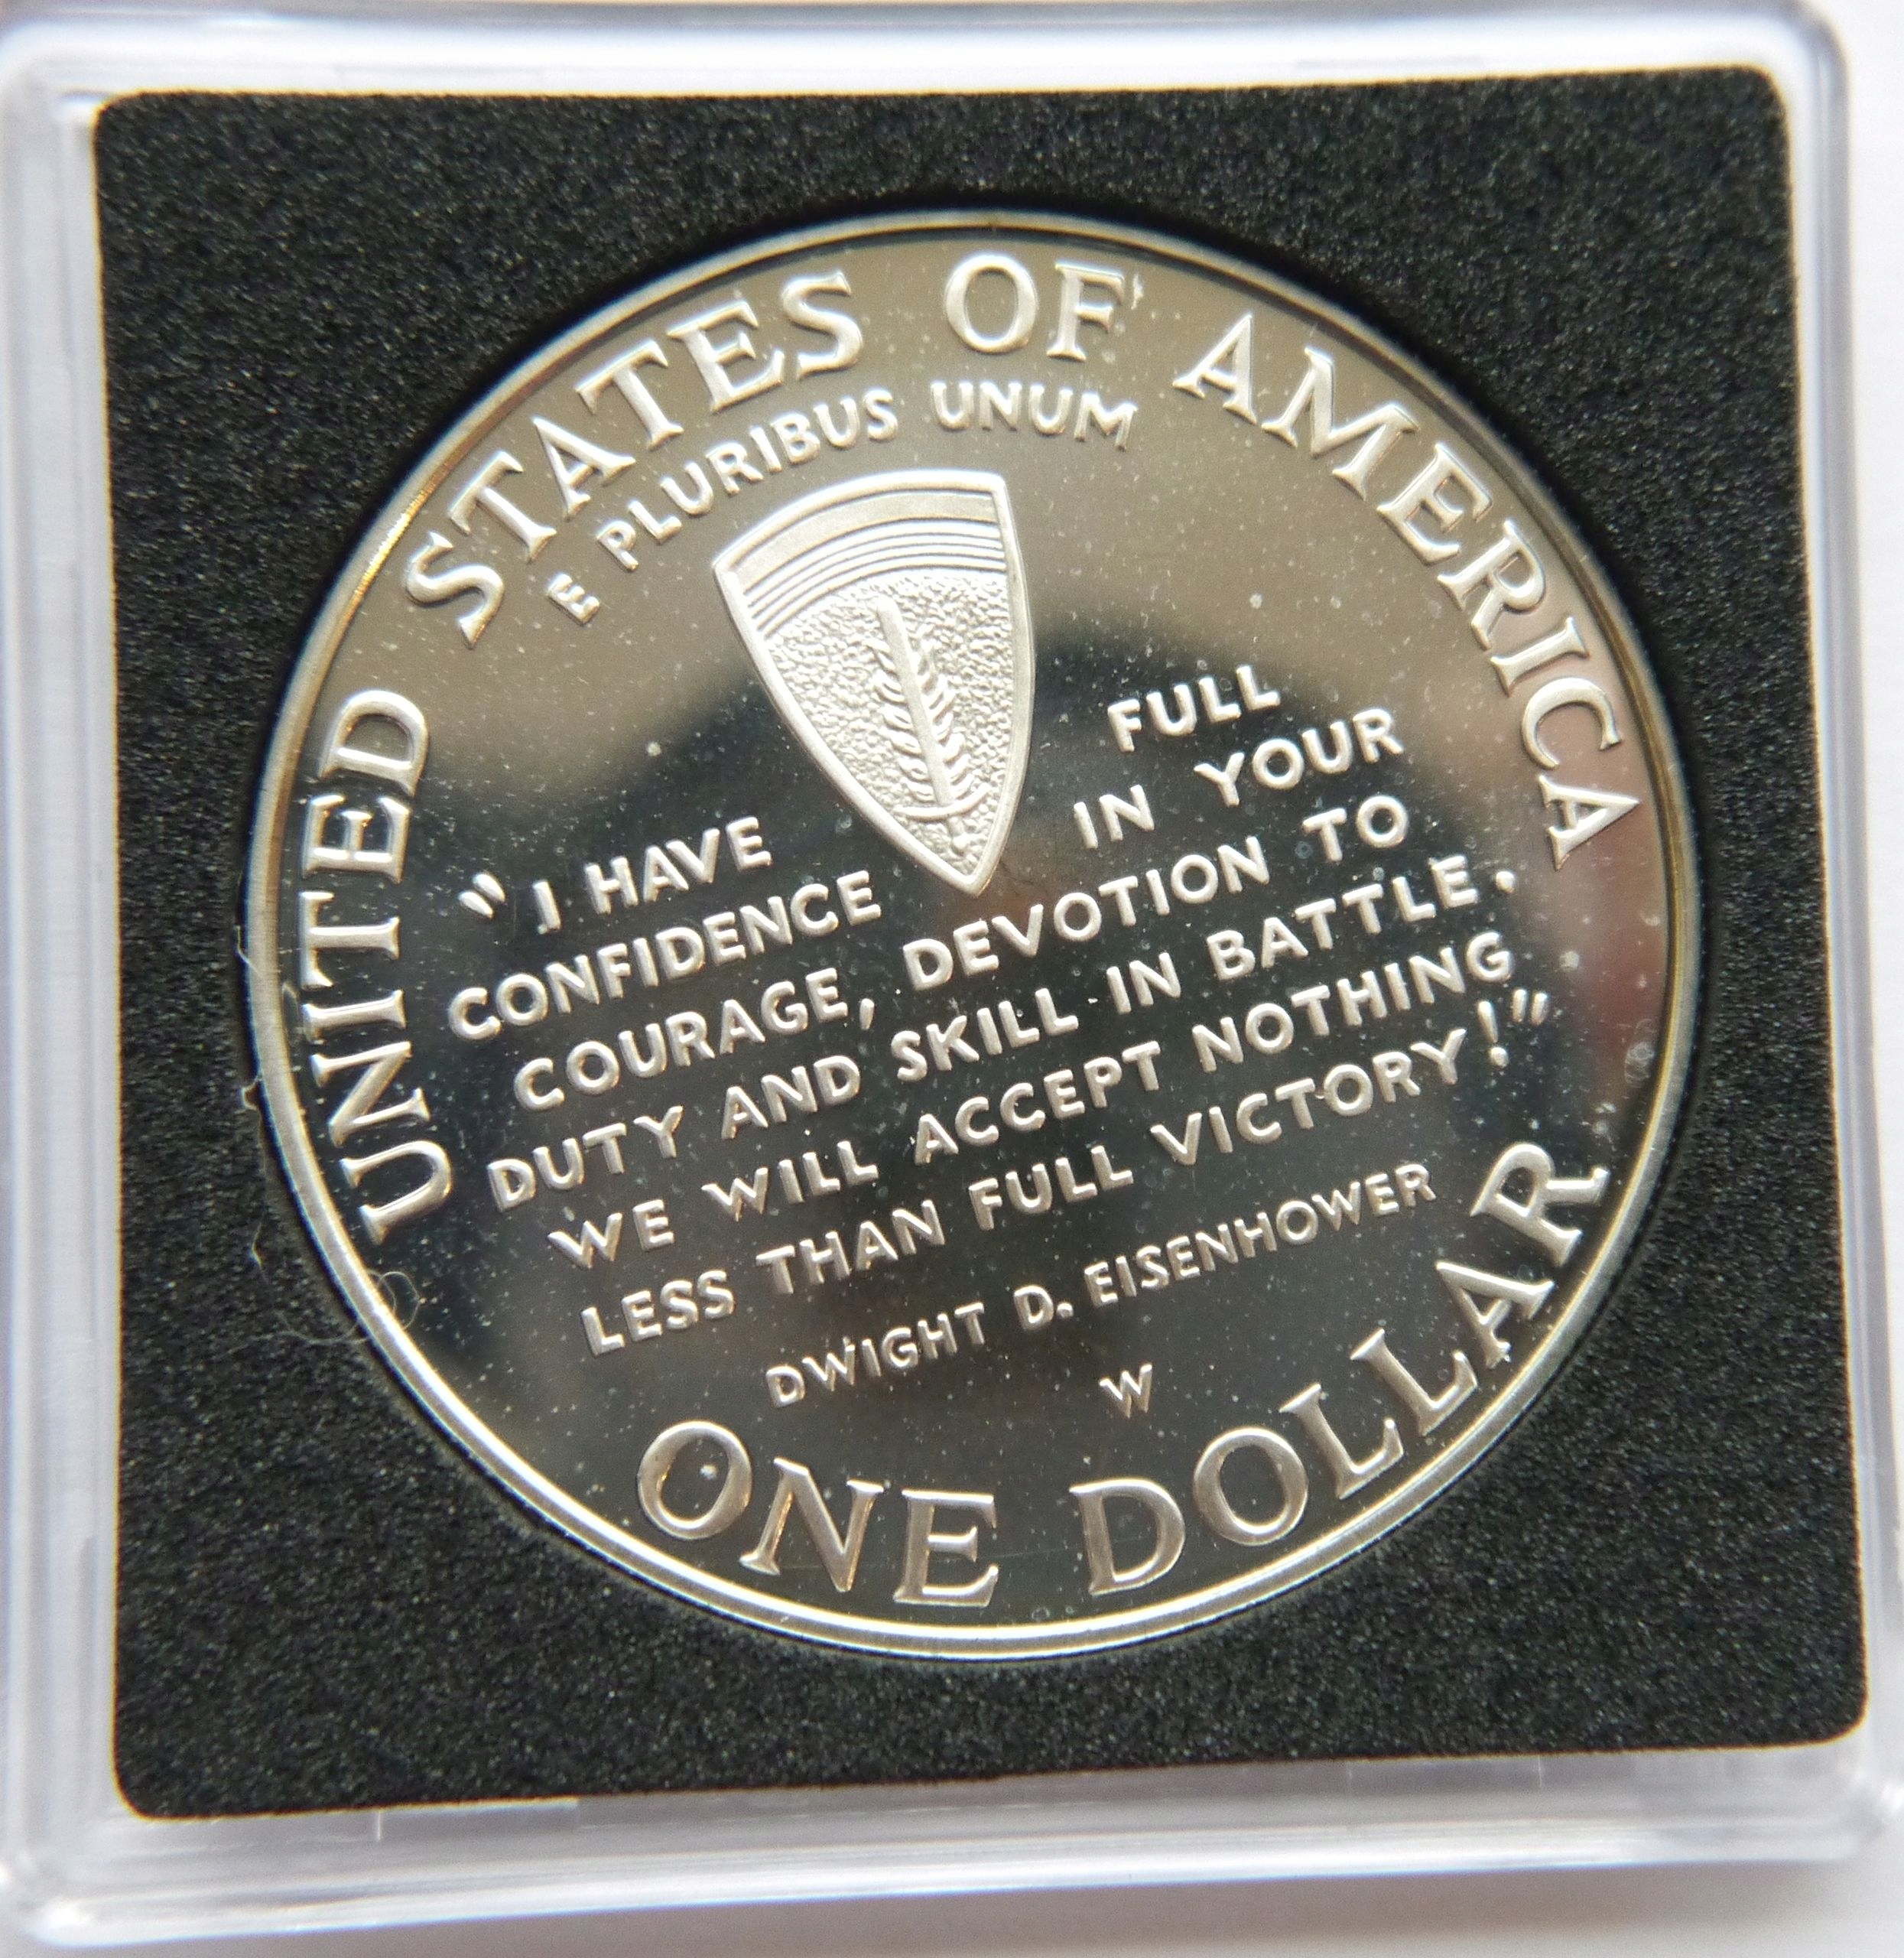 UNITED STATES OF AMERICA
E PLURIBUS UNUM
"I HAVE FULL
CONFIDENCE IN YOUR
COURAGE, DEVOTION TO
DUTY AND SKILL IN BATTLE.
WE WILL ACCEPT NOTHING
LESS THAN FULL VICTORY!"
DWIGHT D. EISENHOWER
W
ONE DOLLAR